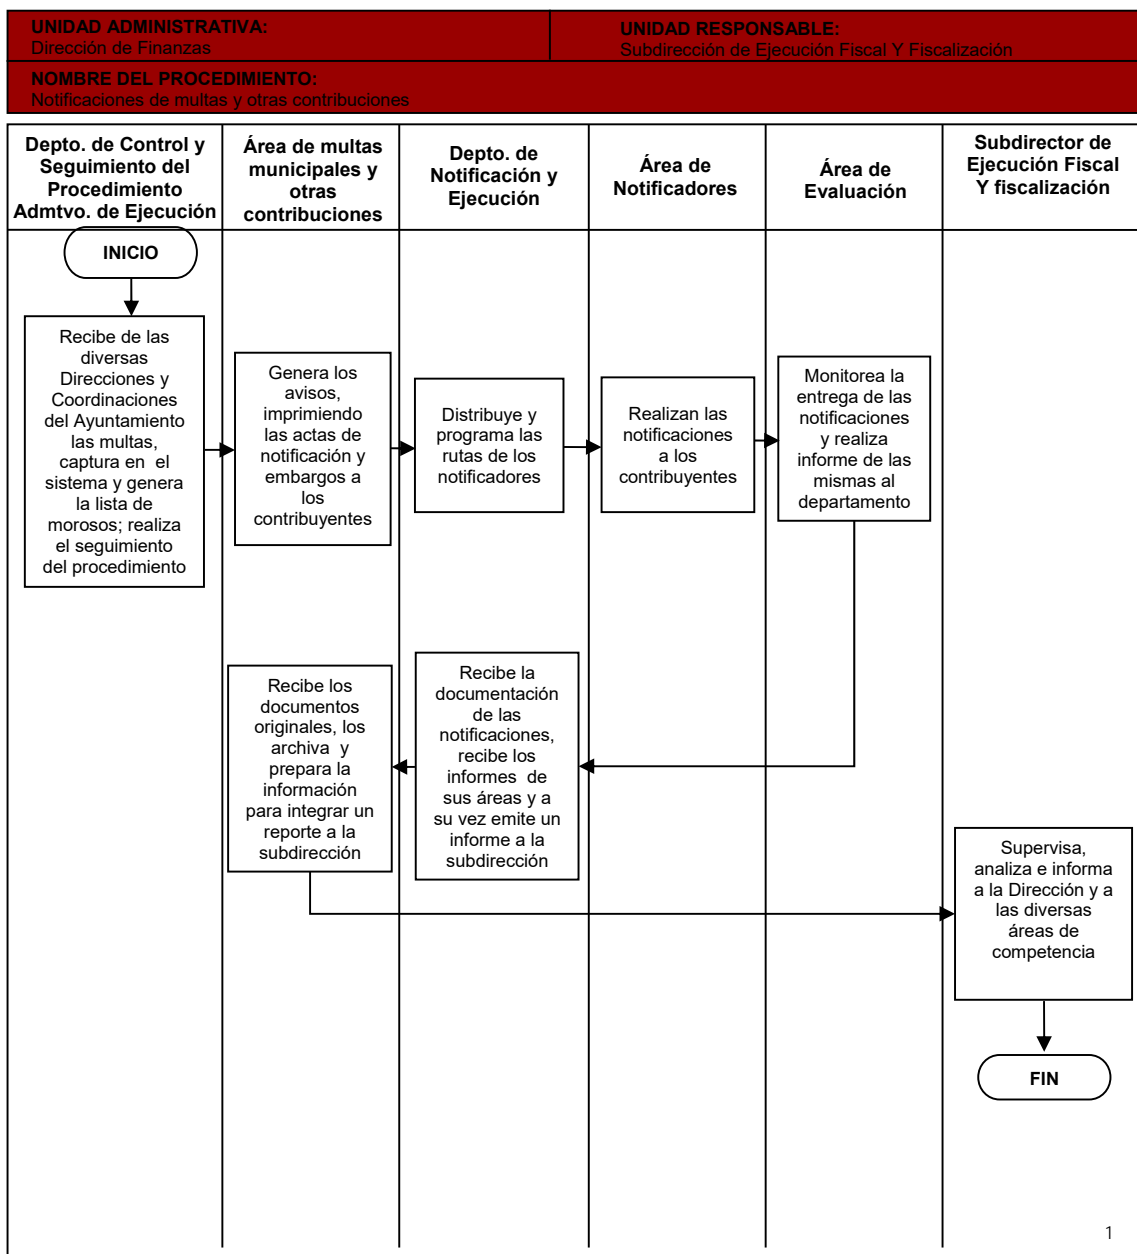 UNIDAD ADMINISTRATIVA:
Dirección de Finanzas
UNIDAD RESPONSABLE:
Subdirección de Ejecución Fiscal Y Fiscalización
NOMBRE DEL PROCEDIMIENTO:
Notificaciones de multas y otras contribuciones
Depto. de Control y
Seguimiento del
Procedimiento
Admtvo. de Ejecución
Área de multas
municipales y
otras
contribuciones
Depto. de
Notificación y
Ejecución
Área de
Notificadores
Área de
Evaluación
Subdirector de
Ejecución Fiscal
Y fiscalización
INICIO
Recibe de las
diversas
Direcciones y
Coordinaciones
del Ayuntamiento
las multas,
captura en el
sistema y genera
la lista de
morosos; realiza
el seguimiento
del procedimiento
Genera los
avisos,
imprimiendo
las actas de
notificación y
embargos a
los
contribuyentes
Distribuye y
programa las
rutas de los
notificadores
Realizan las
notificaciones
a los
contribuyentes
Monitorea la
entrega de las
notificaciones
y realiza
informe de las
mismas al
departamento
Recibe los
documentos
originales, los
archiva y
prepara la
información
para integrar un
reporte a la
subdirección
Recibe la
documentación
de las
notificaciones,
recibe los
informes de
sus áreas y a
su vez emite un
informe a la
subdirección
Supervisa,
analiza e informa
a la Dirección y a
las diversas
áreas de
competencia
FIN
1